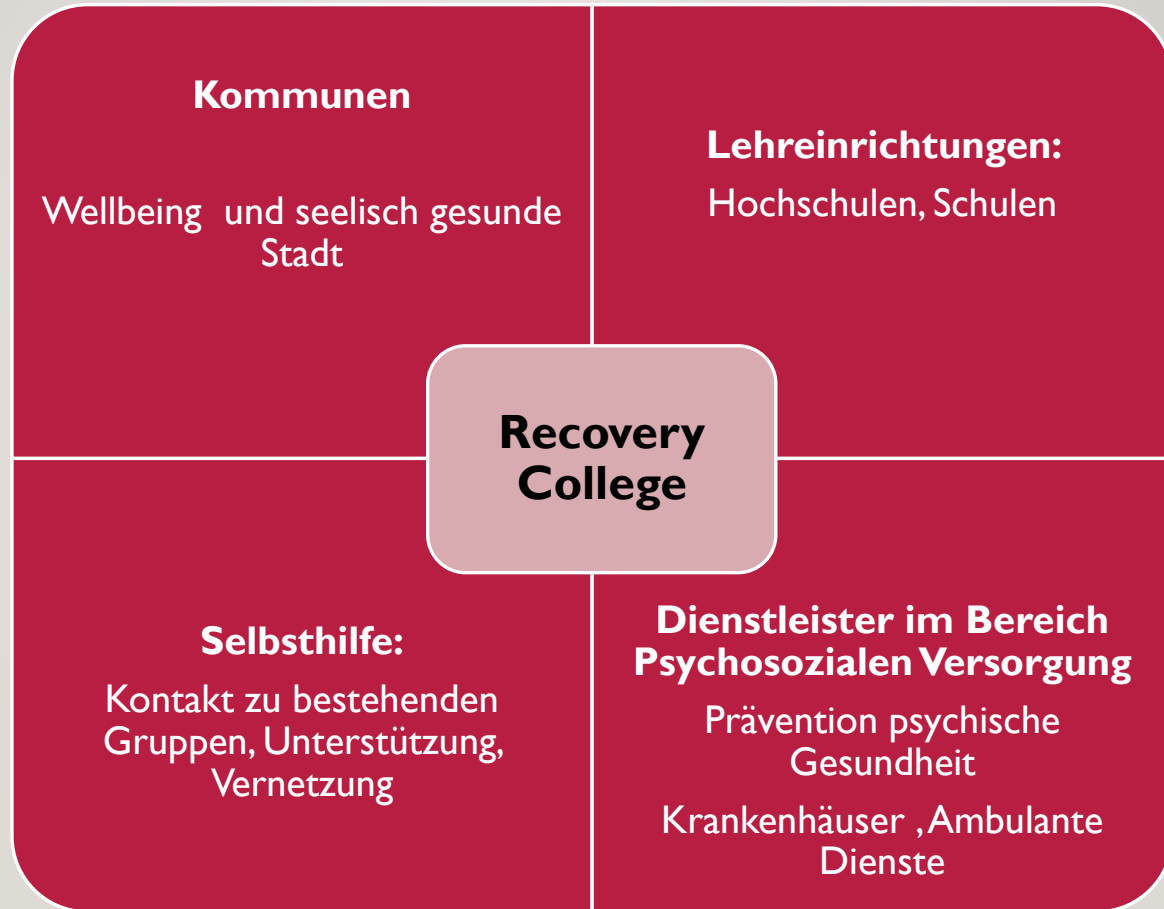 Kommunen
Wellbeing und seelisch gesunde
Stadt
Lehreinrichtungen:
Hochschulen, Schulen
Recovery
College
Selbsthilfe:
Kontakt zu bestehenden
Gruppen, Unterstützung,
Vernetzung
Dienstleister im Bereich
Psychosozialen Versorgung
Prävention psychische
Gesundheit
Krankenhäuser , Ambulante
Dienste